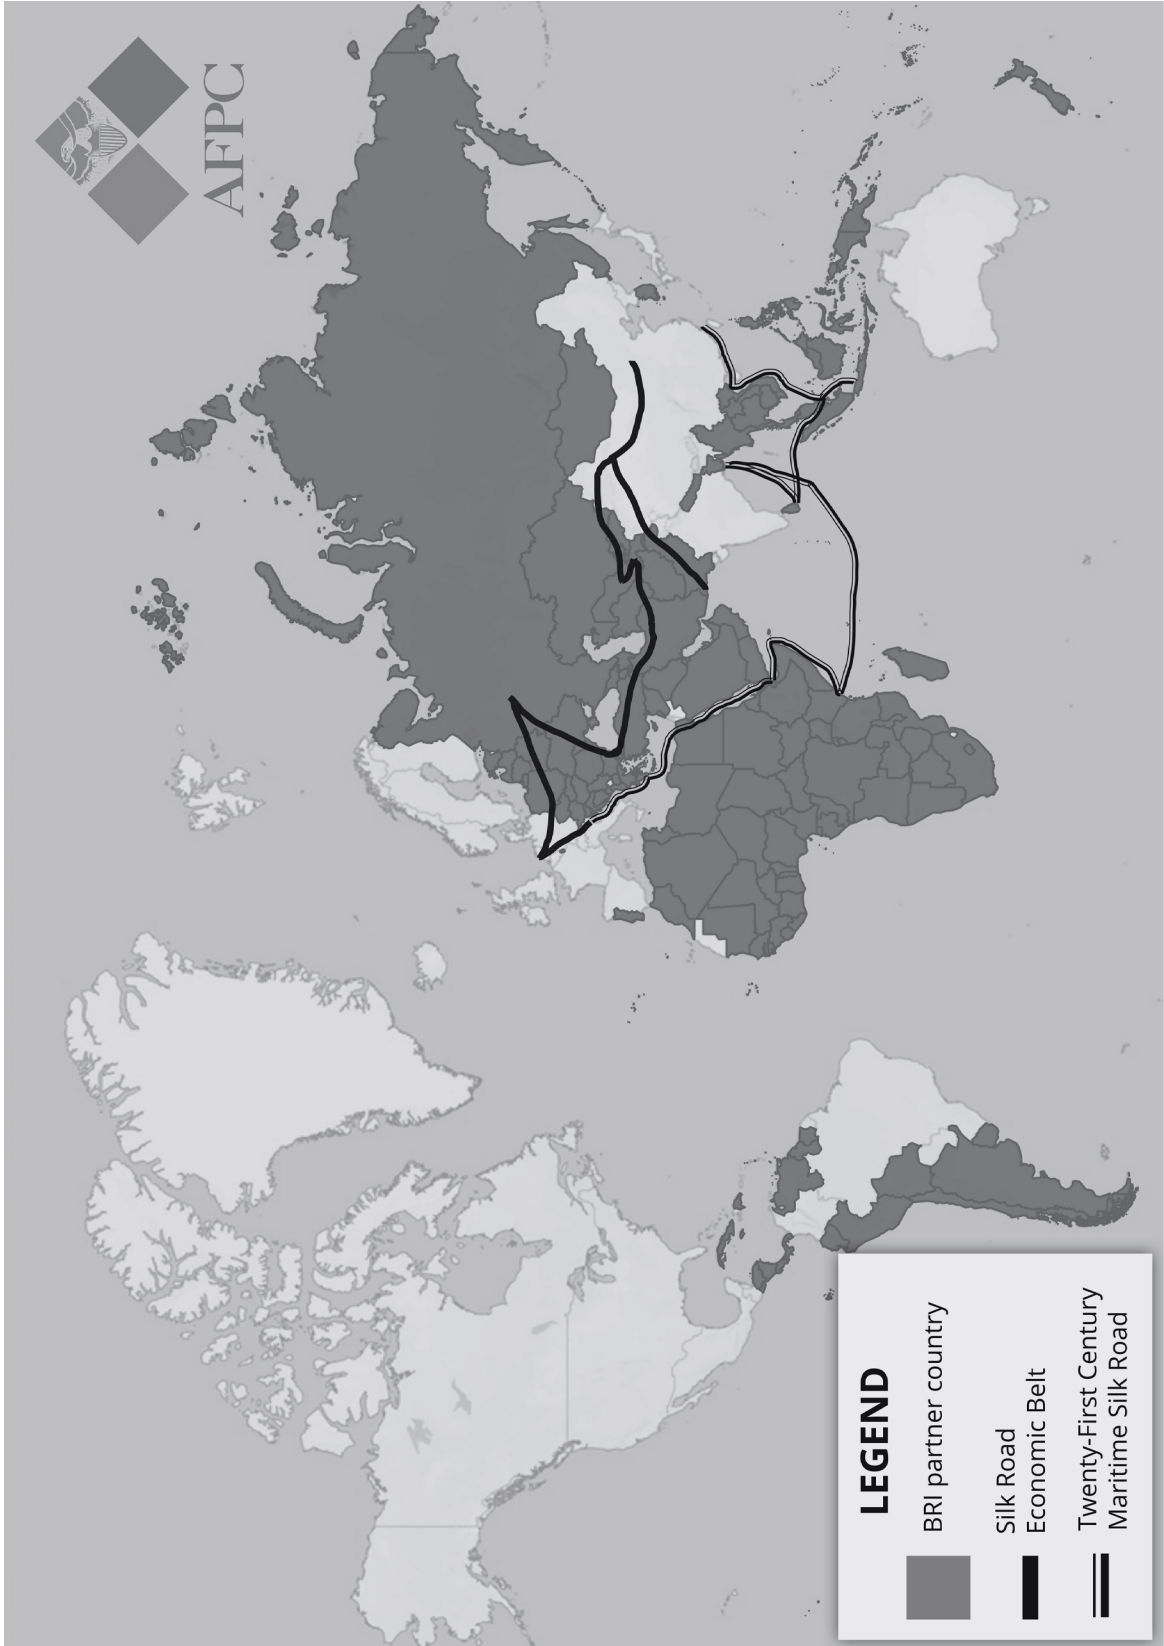 AFPC
LEGEND
BRI partner country
Silk Road
Economic Belt
Twenty-First Century
Maritime Silk Road